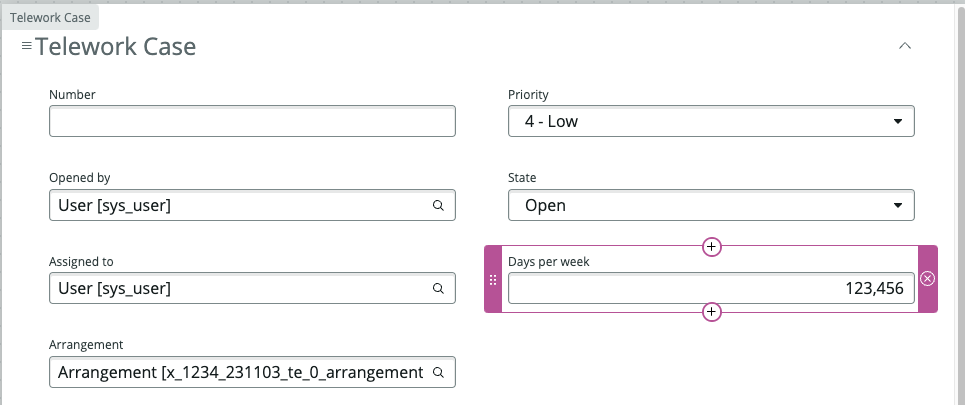 Telework Case
Telework Case
Number
Priority
4 - Low
Opened by
User [sys_user]
State
Open
Assigned to
User [sys_user]
Days per week
123,456
Arrangement
Arrangement [x_1234_231103_te_0_arrangement